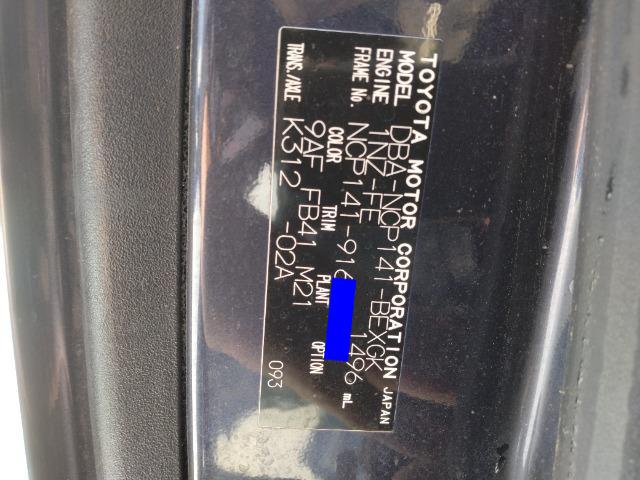 TOYOTA MOTOR CORPORATION JAPAN
MODEL DBA-NCP141-BEXGK
ENGINE 1NZ-FE 1496 mL
FRAME No. NCP141-916
COLOR TRIM PLANT OPTION
9AF FB41 M21
TRANS./AXLE K312 -02A
093